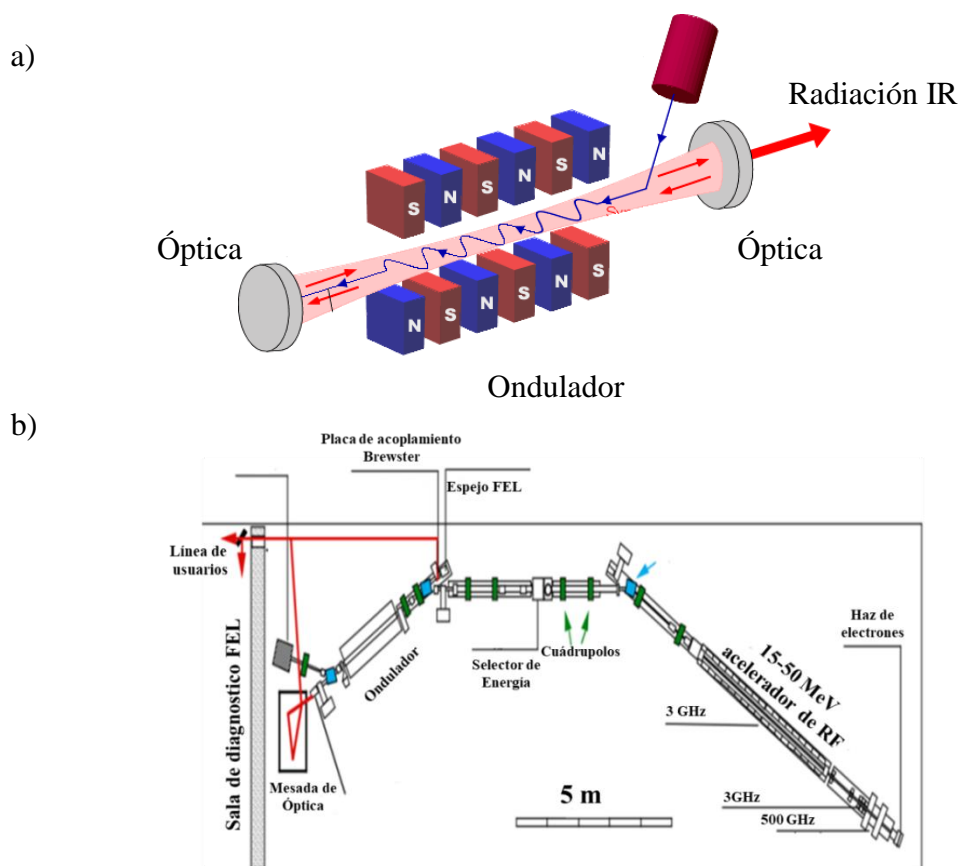 a)
Radiación IR
S
N
S
N
S
N
Óptica
Óptica
N
S
N
S
N
S
Ondulador
b)
Placa de acoplamiento
Brewster
Espejo FEL
Línea de
usuarios
Sala de diagnostico FEL
Ondulador
Mesada de
Óptica
Selector de
Energía
Cuádrupolos
15-50 MeV
acelerador de RF
Haz de
electrones
3 GHz
3GHz
500 GHz
5 m